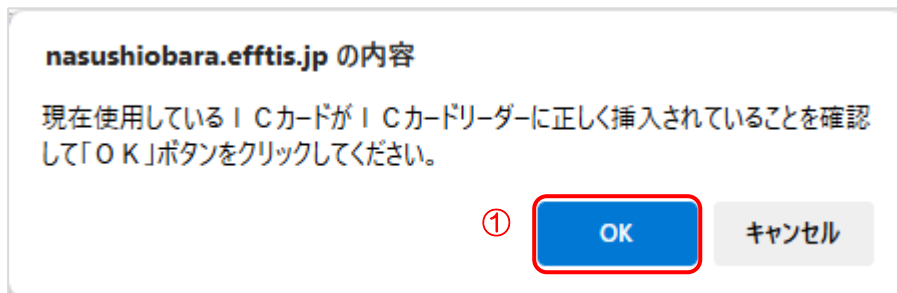 nasushiobara.efftis.jp の内容
現在使用しているＩＣカードがＩＣカードリーダーに正しく挿入されていることを確認
して「ＯＫ」ボタンをクリックしてください。
① OK キャンセル